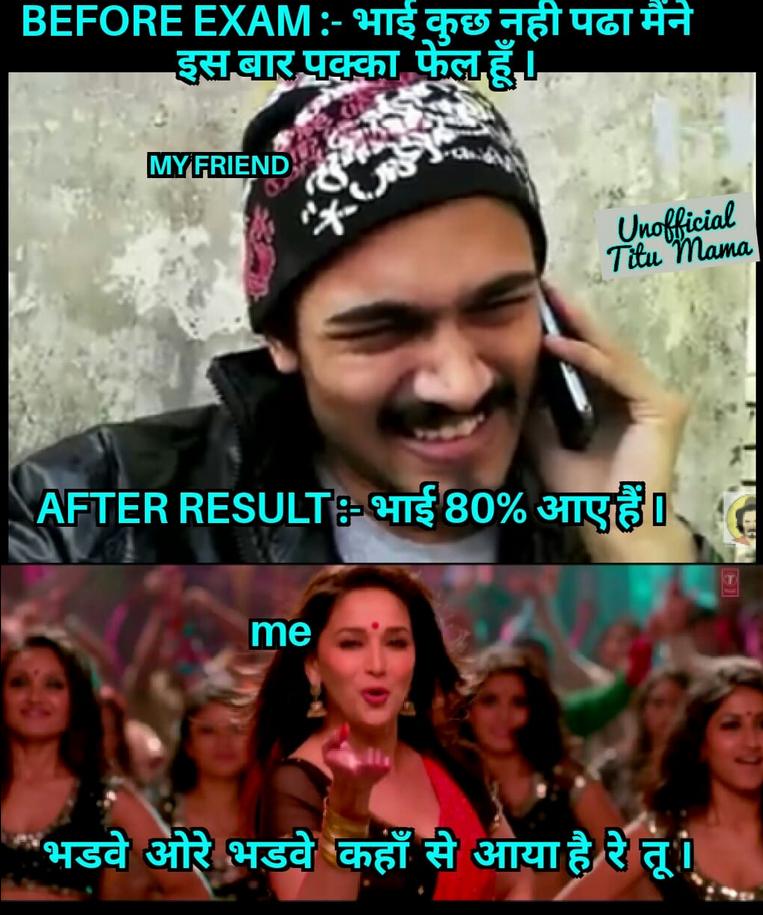 BEFORE EXAM :- भाई कुछ नही पढा मैंने
इस बार पक्का फेल हूँ ।
MY FRIEND
Unofficial
Titu Mama
AFTER RESULT :- भाई 80% आए हैं ।
me
भडवे ओरे भडवे कहाँ से आया है रे तू ।